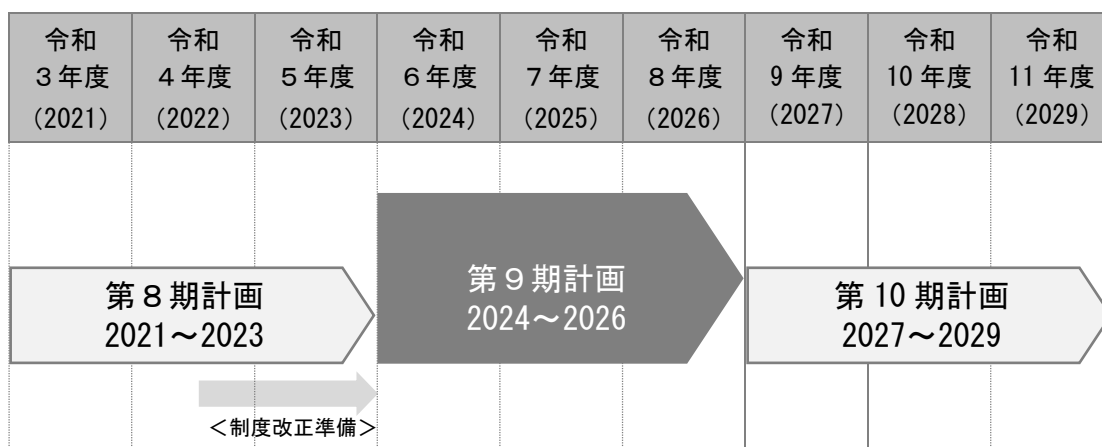 令和
３年度
（2021）
令和
４年度
（2022）
令和
５年度
（2023）
令和
６年度
（2024）
令和
７年度
（2025）
令和
８年度
（2026）
令和
9 年度
（2027）
令和
10 年度
（2028）
令和
11 年度
（2029）
第８期計画
2021～2023
第９期計画
2024～2026
第 10 期計画
2027～2029
＜制度改正準備＞